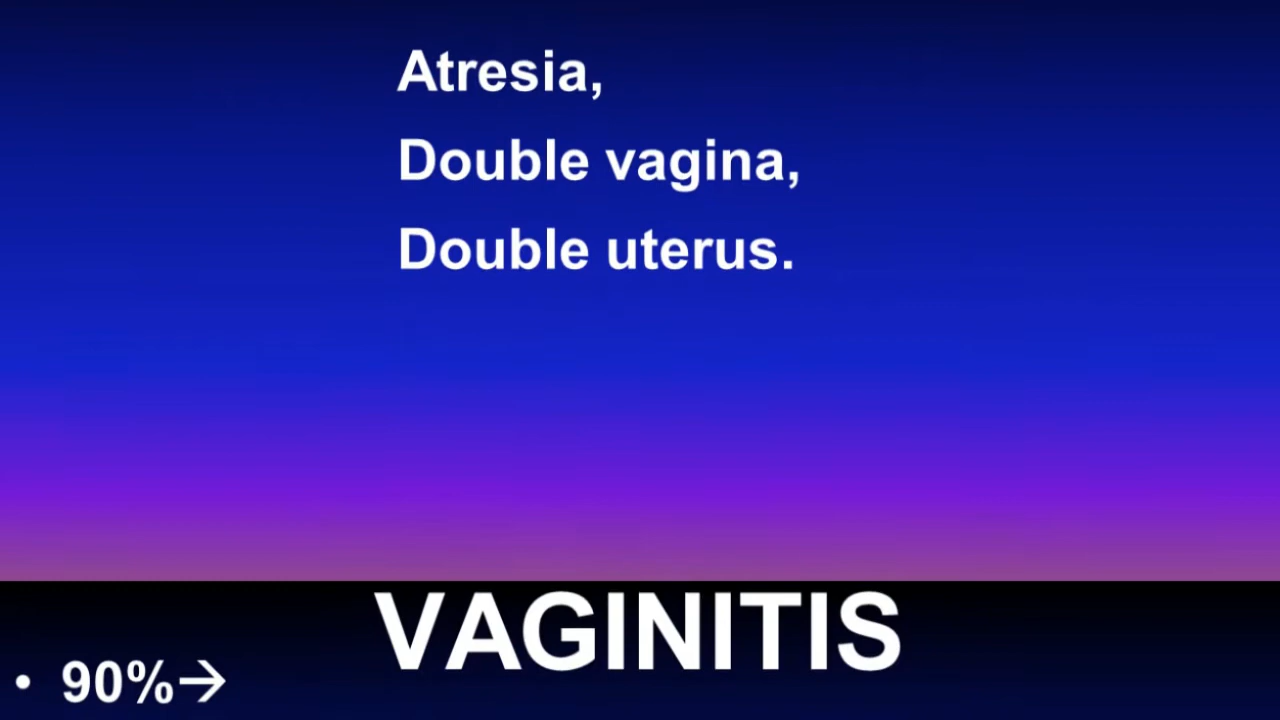 Atresia,
Double vagina,
Double uterus.
VAGINITIS
• 90%→